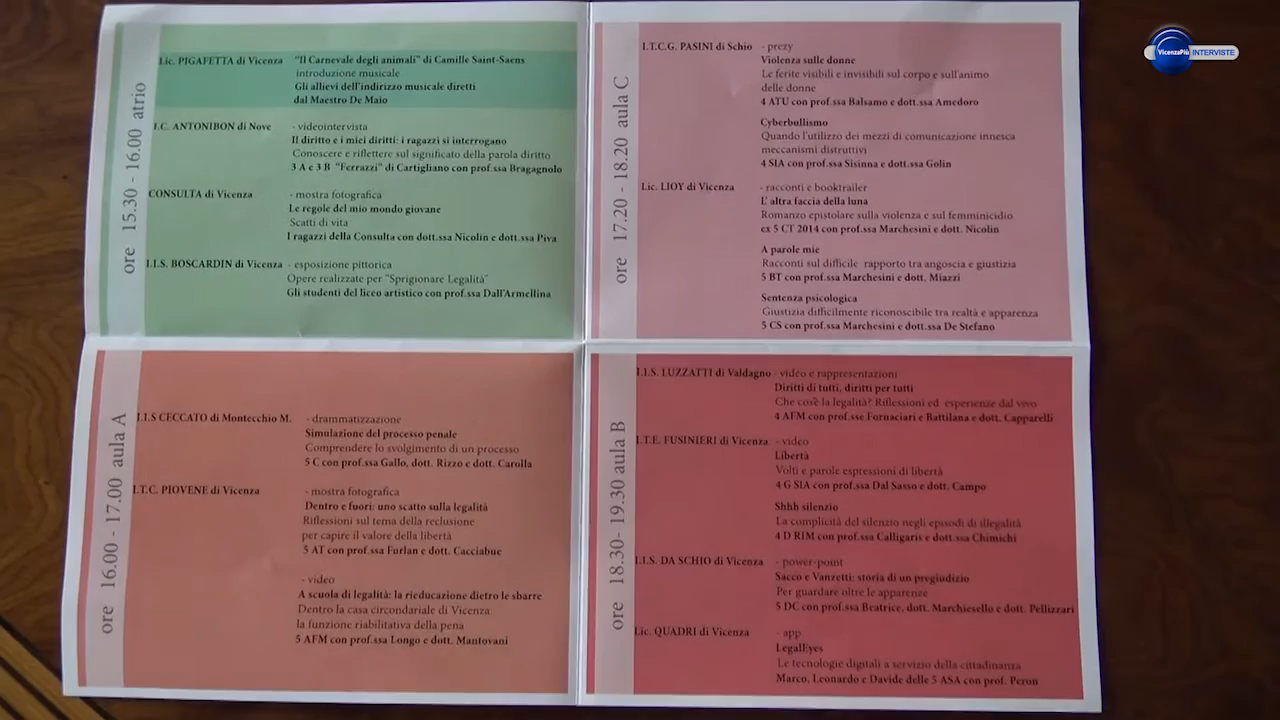 VicenzaPiù INTERVISTE
ore 15.30 - 16.00 atrio
Lic. PIGAFETTA di Vicenza "Il Carnevale degli animali" di Camille Saint-Saens
introduzione musicale
Gli allievi dell'indirizzo musicale diretti
dal Maestro De Maio
I.C. ANTONIBON di Nove - videointervista
Il diritto e i miei diritti: i ragazzi si interrogano
Conoscere e riflettere sul significato della parola diritto
3 A e 3 B "Ferrazzi" di Cartigliano con prof.ssa Bragagnolo
CONSULTA di Vicenza - mostra fotografica
Le regole del mio mondo giovane
Scatti di vita
I ragazzi della Consulta con dott.ssa Nicolin e dott.ssa Piva
I.I.S. BOSCARDIN di Vicenza - esposizione pittorica
Opere realizzate per "Sprigionare Legalità"
Gli studenti del liceo artistico con prof.ssa Dall'Armellina
ore 16.00 - 17.00 aula A
I.I.S CECCATO di Montecchio M. - drammatizzazione
Simulazione del processo penale
Comprendere lo svolgimento di un processo
5 C con prof.ssa Gallo, dott. Rizzo e dott. Carolla
I.T.C. PIOVENE di Vicenza - mostra fotografica
Dentro e fuori: uno scatto sulla legalità
Riflessioni sul tema della reclusione
per capire il valore della libertà
5 AT con prof.ssa Furlan e dott. Cacciabue
- video
A scuola di legalità: la rieducazione dietro le sbarre
Dentro la casa circondariale di Vicenza:
la funzione riabilitativa della pena
5 AFM con prof.ssa Longo e dott. Mantovani
ore 17.20 - 18.20 aula C
I.T.C.G. PASINI di Schio - prezy
Violenza sulle donne
Le ferite visibili e invisibili sul corpo e sull'animo
delle donne
4 ATU con prof.ssa Balsamo e dott.ssa Amedoro
Cyberbullismo
Quando l'utilizzo dei mezzi di comunicazione innesca
meccanismi distruttivi
4 SIA con prof.ssa Sisinna e dott.ssa Golin
Lic. LIOY di Vicenza - racconti e booktrailer
L' altra faccia della luna
Romanzo epistolare sulla violenza e sul femminicidio
ex 5 CT 2014 con prof.ssa Marchesini e dott. Nicolin
A parole mie
Racconti sul difficile rapporto tra angoscia e giustizia
5 BT con prof.ssa Marchesini e dott. Miazzi
Sentenza psicologica
Giustizia difficilmente riconoscibile tra realtà e apparenza
5 CS con prof.ssa Marchesini e dott.ssa De Stefano
ore 18.30- 19.30 aula B
I.I.S. LUZZATTI di Valdagno - video e rappresentazioni
Diritti di tutti, diritti per tutti
Che cos'è la legalità? Riflessioni ed esperienze dal vivo
4 AFM con prof.sse Fornaciari e Battilana e dott. Capparelli
I.T.E. FUSINIERI di Vicenza - video
Libertà
Volti e parole espressioni di libertà
4 G SIA con prof.ssa Dal Sasso e dott. Campo
Shhh silenzio
La complicità del silenzio negli episodi di illegalità
4 D RIM con prof.ssa Calligaris e dott. Chimichi
I.I.S. DA SCHIO di Vicenza - power-point
Sacco e Vanzetti: storia di un pregiudizio
Per guardare oltre le apparenze
5 DC con prof.ssa Beatrice, dott. Marchiesello e dott. Pellizzari
Lic. QUADRI di Vicenza - app
LegalEyes
Le tecnologie digitali a servizio della cittadinanza
Marco, Leonardo e Davide delle 5 ASA con prof. Peron